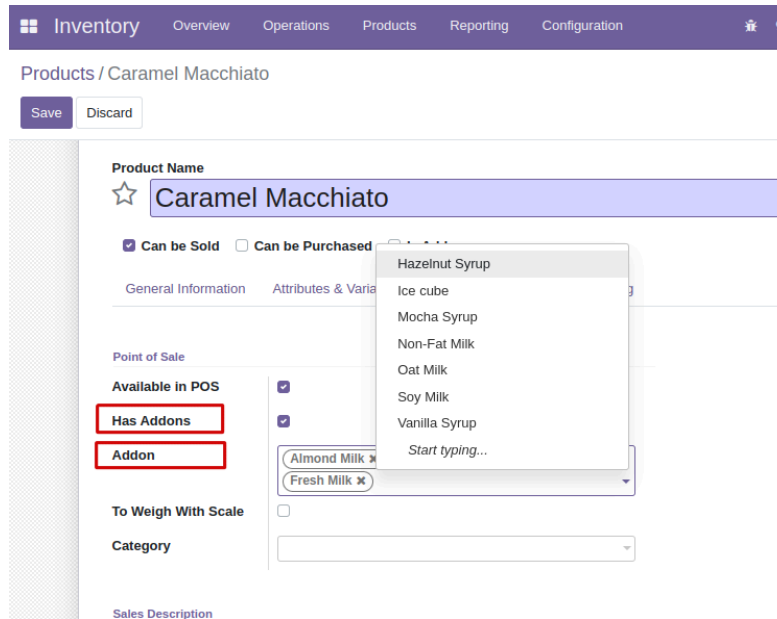 Inventory Overview Operations Products Reporting Configuration
Products / Caramel Macchiato
Save Discard
Product Name
Caramel Macchiato
Can be Sold Can be Purchased
General Information Attributes &
Hazelnut Syrup
Ice cube
Mocha Syrup
Non-Fat Milk
Oat Milk
Soy Milk
Vanilla Syrup
Start typing...
Point of Sale
Available in POS
Has Addons
Addon
Almond Milk ✖
Fresh Milk ✖
To Weigh With Scale
Category
Sales Description